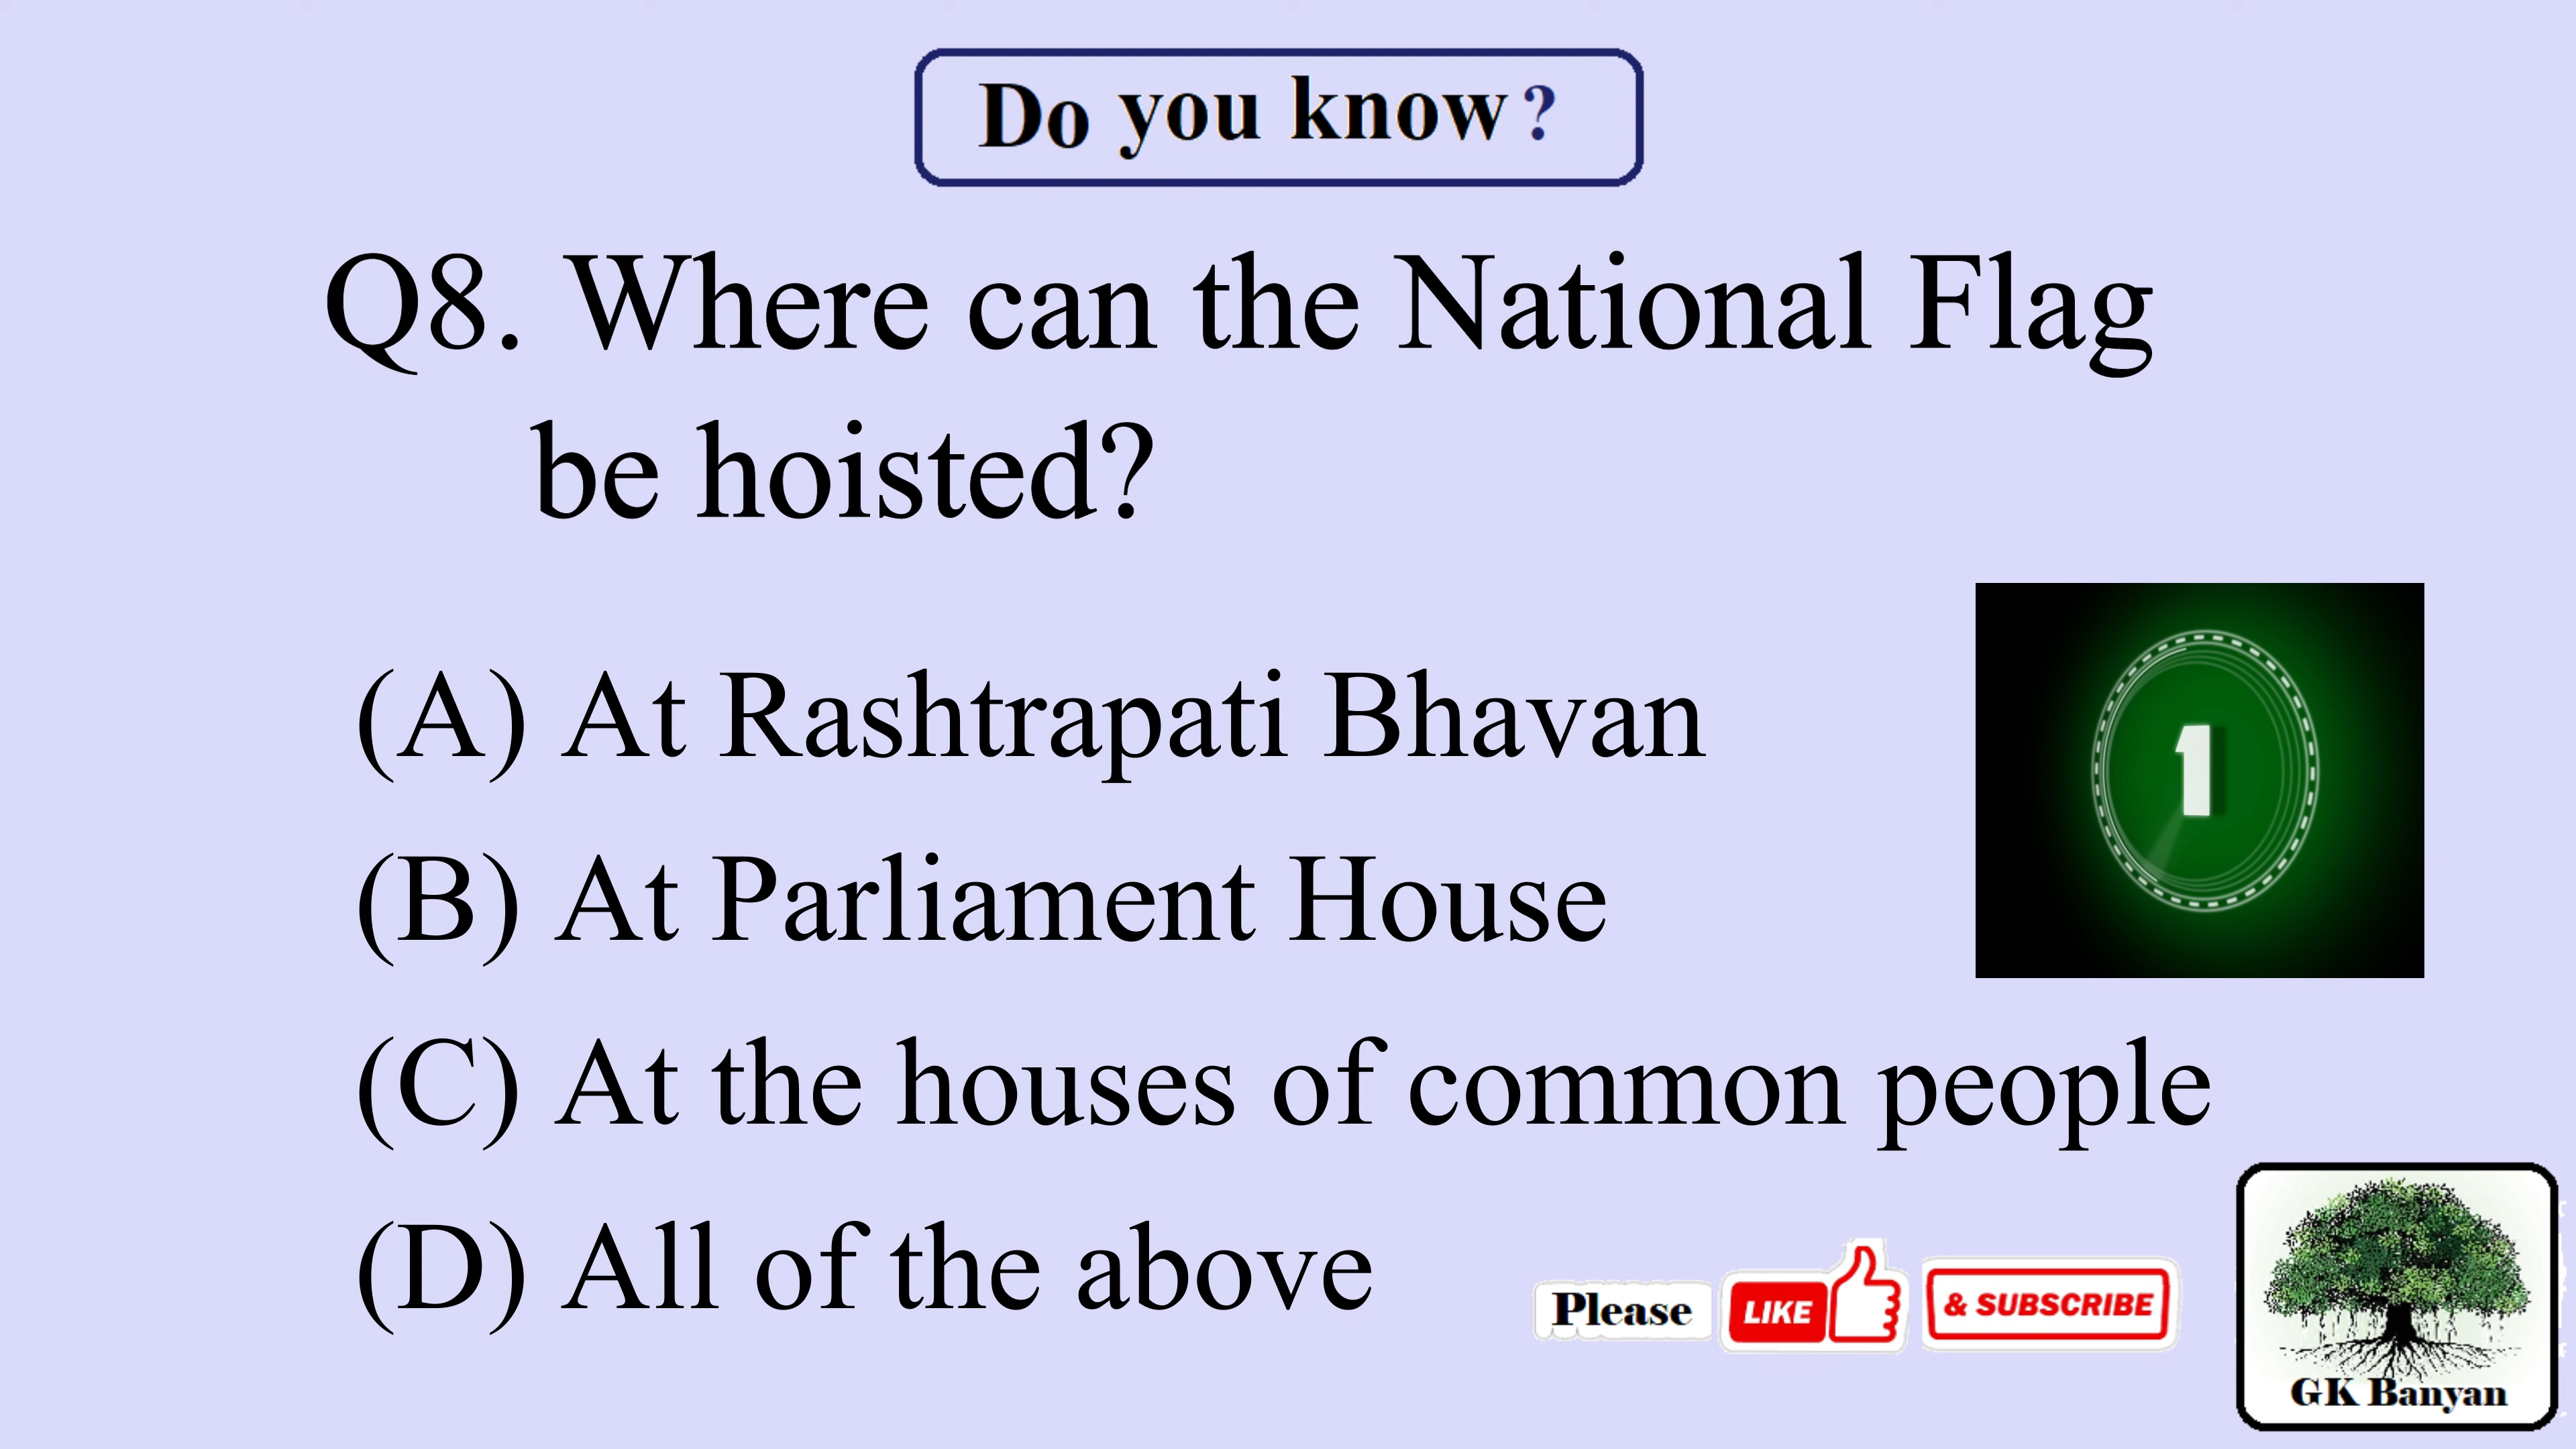 Do you know?
Q8. Where can the National Flag
be hoisted?
(A) At Rashtrapati Bhavan
1
(B) At Parliament House
(C) At the houses of common people
(D) All of the above
Please LIKE & SUBSCRIBE
GK Banyan